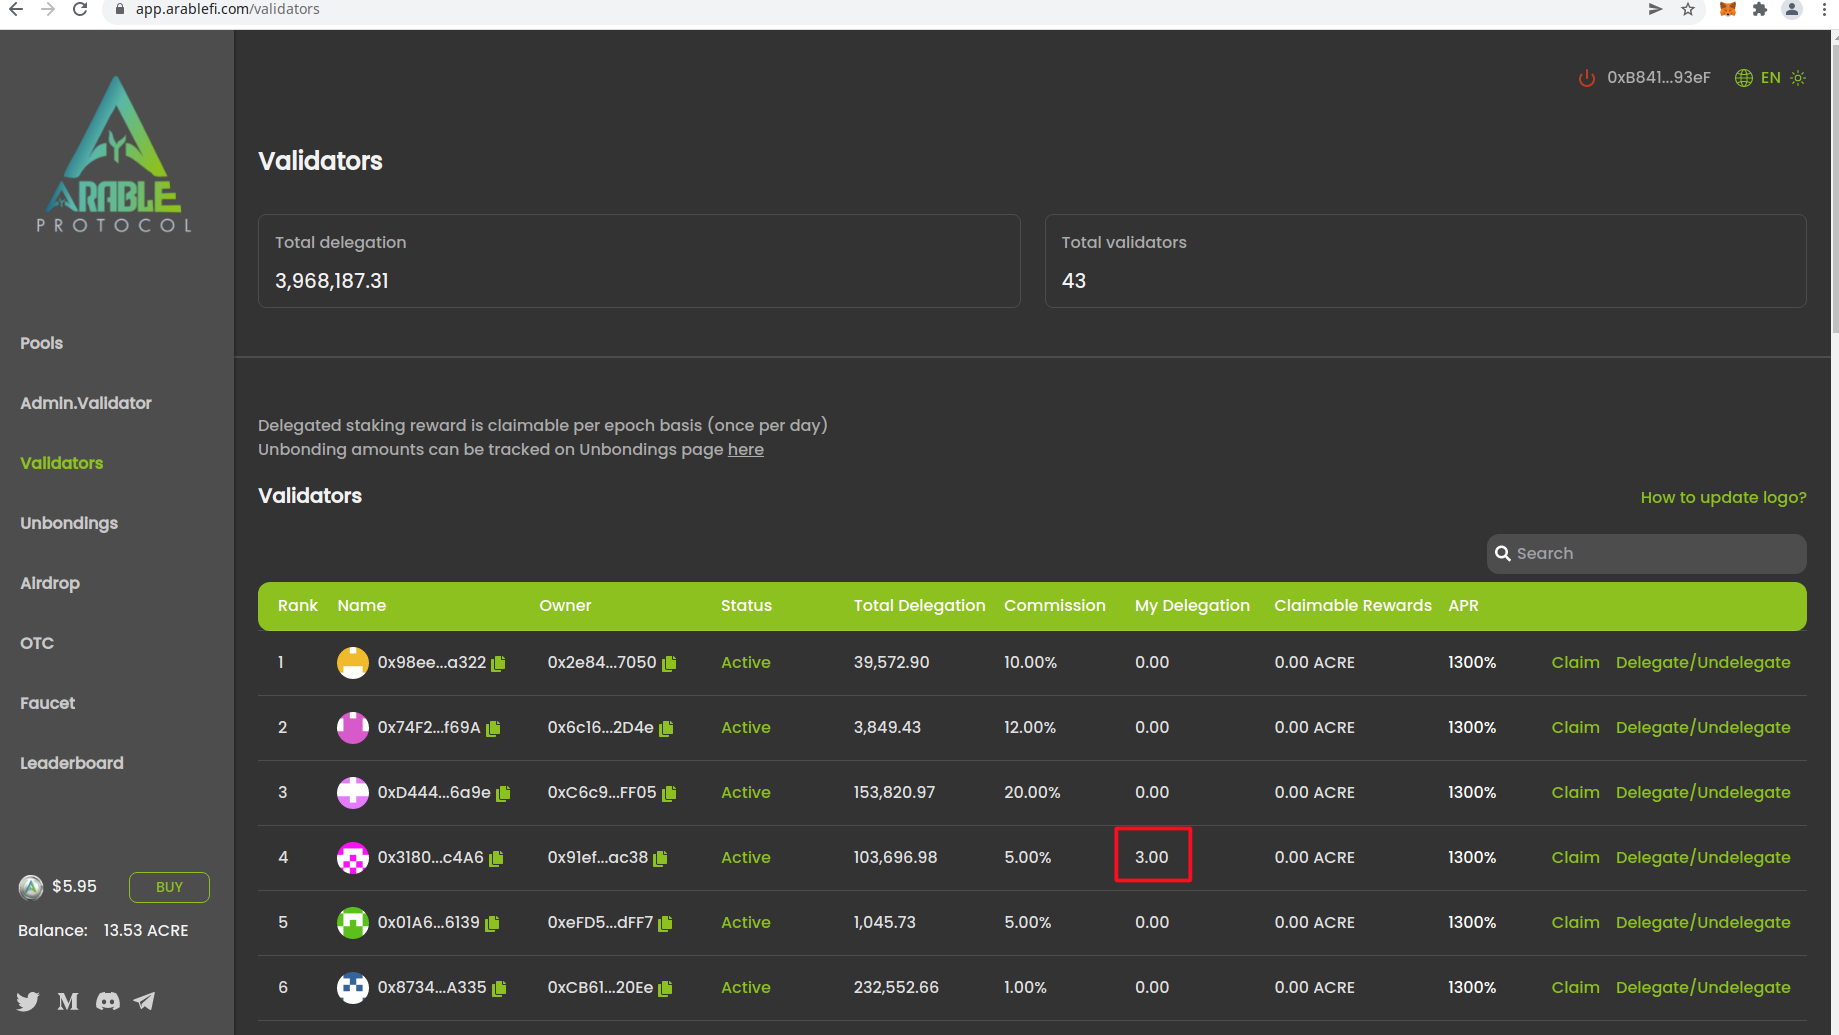 app.arablefi.com/validators
ARABLE
PROTOCOL
Pools
Admin.Validator
Validators
Unbondings
Airdrop
OTC
Faucet
Leaderboard
$5.95 BUY
Balance: 13.53 ACRE
0xB841...93eF EN
Validators
Total delegation
3,968,187.31
Total validators
43
Delegated staking reward is claimable per epoch basis (once per day)
Unbonding amounts can be tracked on Unbondings page here
Validators
How to update logo?
Search
Rank Name Owner Status Total Delegation Commission My Delegation Claimable Rewards APR
1 0x98ee...a322 0x2e84...7050 Active 39,572.90 10.00% 0.00 0.00 ACRE 1300% Claim Delegate/Undelegate
2 0x74F2...f69A 0x6c16...2D4e Active 3,849.43 12.00% 0.00 0.00 ACRE 1300% Claim Delegate/Undelegate
3 0xD444...6a9e 0xC6c9...FF05 Active 153,820.97 20.00% 0.00 0.00 ACRE 1300% Claim Delegate/Undelegate
4 0x3180...c4A6 0x91ef...ac38 Active 103,696.98 5.00% 3.00 0.00 ACRE 1300% Claim Delegate/Undelegate
5 0x01A6...6139 0xeFD5...dFF7 Active 1,045.73 5.00% 0.00 0.00 ACRE 1300% Claim Delegate/Undelegate
6 0x8734...A335 0xCB61...20Ee Active 232,552.66 1.00% 0.00 0.00 ACRE 1300% Claim Delegate/Undelegate